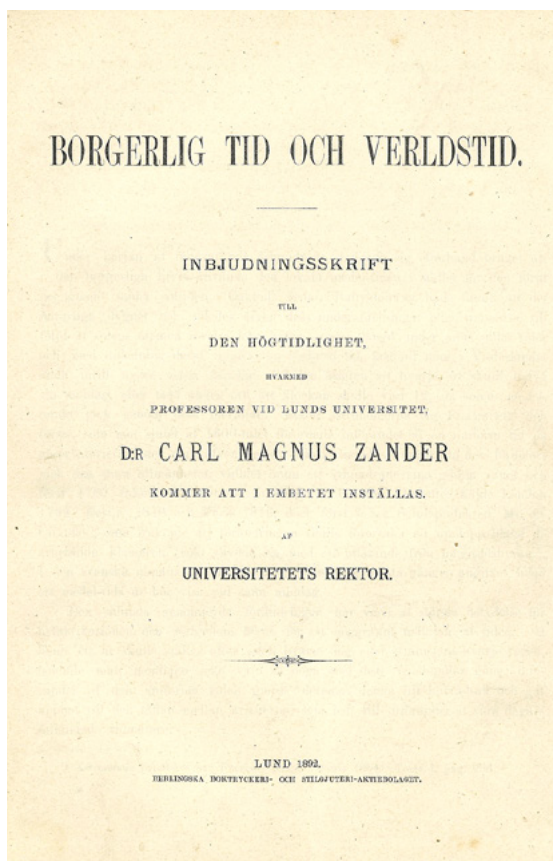 BORGERLIG TID OCH VERLDSTID.
INBJUDNINGSSKRIFT
TILL
DEN HÖGTIDLIGHET,
HVARMED
PROFESSOREN VID LUNDS UNIVERSITET,
D:R CARL MAGNUS ZANDER
KOMMER ATT I EMBETET INSTÄLLAS.
AF
UNIVERSITETETS REKTOR.
LUND 1892.
BERLINGSKA BOKTRYCKERI- OCH STILGJUTERI-AKTIEBOLAGET.